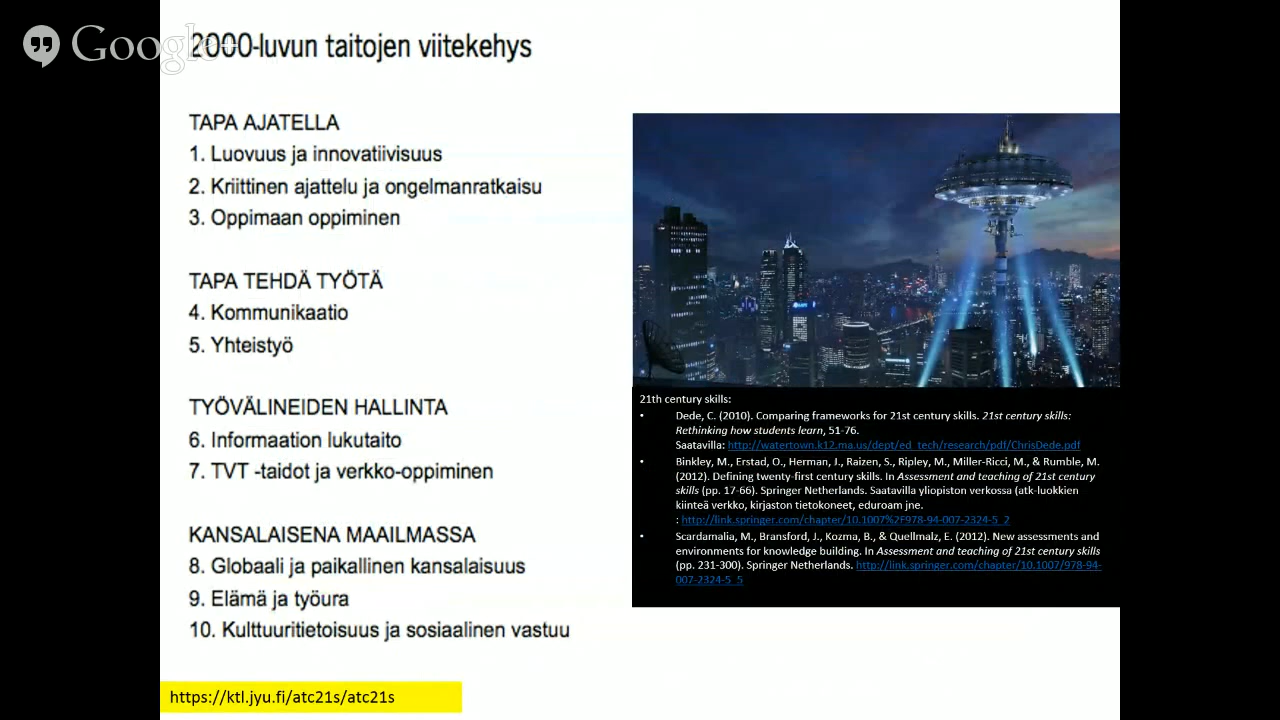 Google+
2000-luvun taitojen viitekehys
TAPA AJATELLA
1. Luovuus ja innovatiivisuus
2. Kriittinen ajattelu ja ongelmanratkaisu
3. Oppimaan oppiminen
TAPA TEHDÄ TYÖTÄ
4. Kommunikaatio
5. Yhteistyö
TYÖVÄLINEIDEN HALLINTA
6. Informaation lukutaito
7. TVT -taidot ja verkko-oppiminen
KANSALAISENA MAAILMASSA
8. Globaali ja paikallinen kansalaisuus
9. Elämä ja työura
10. Kulttuuritietoisuus ja sosiaalinen vastuu
https://ktl.jyu.fi/atc21s/atc21s
21th century skills:
• Dede, C. (2010). Comparing frameworks for 21st century skills. 21st century skills:
Rethinking how students learn, 51-76.
Saatavilla: http://watertown.k12.ma.us/dept/ed_tech/research/pdf/ChrisDede.pdf
• Binkley, M., Erstad, O., Herman, J., Raizen, S., Ripley, M., Miller-Ricci, M., & Rumble, M.
(2012). Defining twenty-first century skills. In Assessment and teaching of 21st century
skills (pp. 17-66). Springer Netherlands. Saatavilla yliopiston verkossa (atk-luokkien
kiinteä verkko, kirjaston tietokoneet, eduroam jne.
: http://link.springer.com/chapter/10.1007%2F978-94-007-2324-5_2
• Scardamalia, M., Bransford, J., Kozma, B., & Quellmalz, E. (2012). New assessments and
environments for knowledge building. In Assessment and teaching of 21st century skills
(pp. 231-300). Springer Netherlands. http://link.springer.com/chapter/10.1007/978-94-
007-2324-5_5